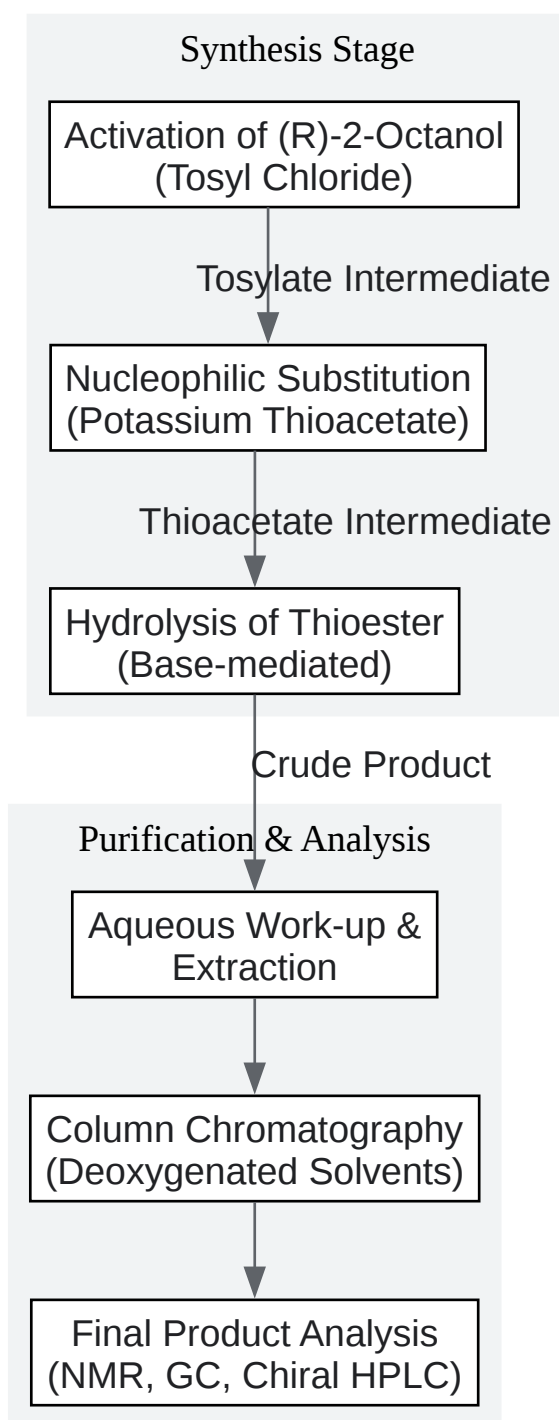 Synthesis Stage
Activation of (R)-2-Octanol
(Tosyl Chloride)
Tosylate Intermediate
Nucleophilic Substitution
(Potassium Thioacetate)
Thioacetate Intermediate
Hydrolysis of Thioester
(Base-mediated)
Crude Product
Purification & Analysis
Aqueous Work-up &
Extraction
Column Chromatography
(Deoxygenated Solvents)
Final Product Analysis
(NMR, GC, Chiral HPLC)